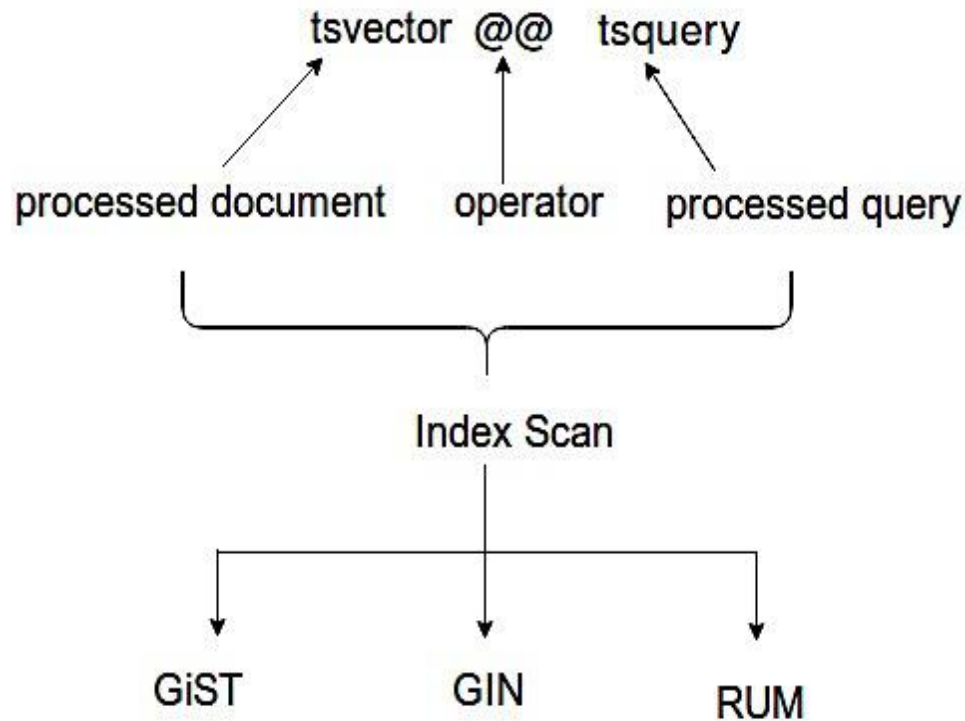 tsvector @@ tsquery
processed document operator processed query
Index Scan
GiST GIN RUM